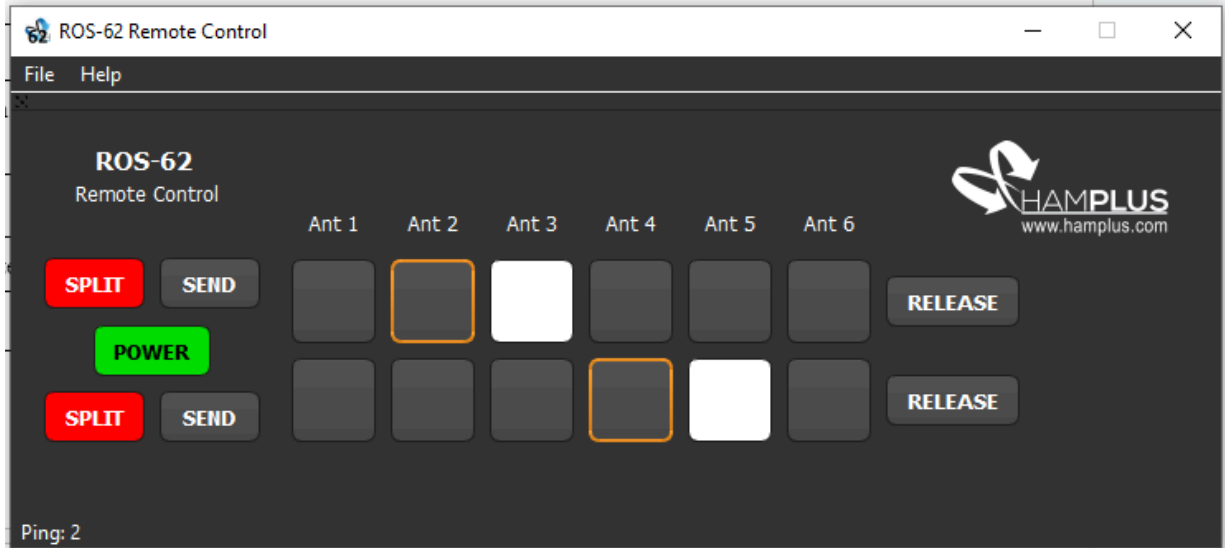 62 ROS-62 Remote Control
File Help
ROS-62
Remote Control
HAMPLUS
www.hamplus.com
Ant 1 Ant 2 Ant 3 Ant 4 Ant 5 Ant 6
SPLIT SEND
RELEASE
POWER
SPLIT SEND
RELEASE
Ping: 2